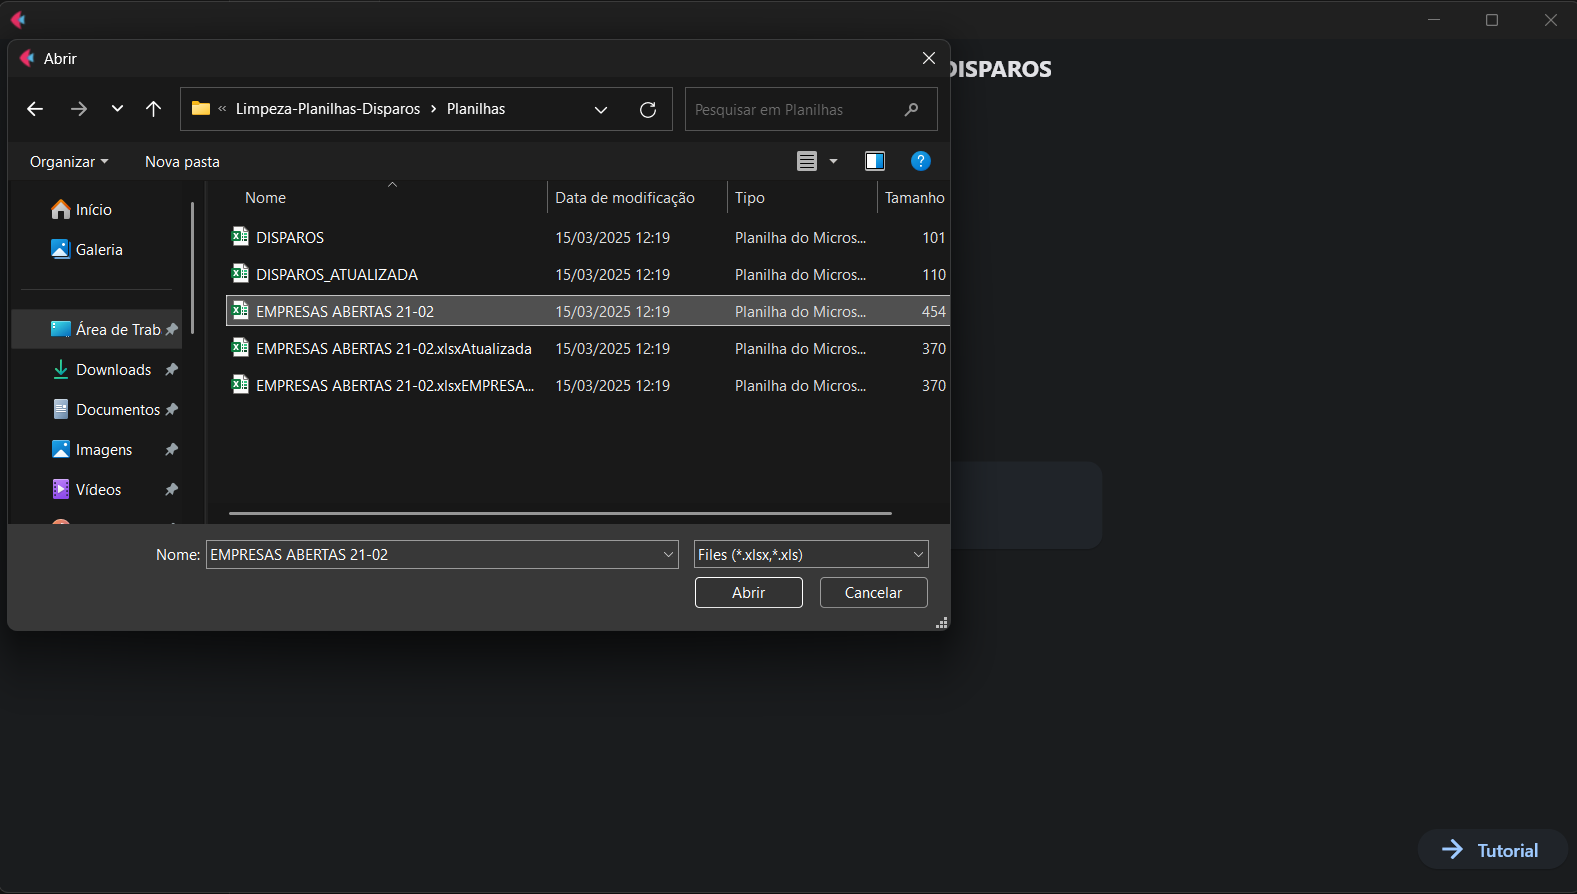 Abrir
DISPAROS
Limpeza-Planilhas-Disparos › Planilhas
Pesquisar em Planilhas
Organizar
Nova pasta
Início
Galeria
Área de Trab
Downloads
Documentos
Imagens
Vídeos
Nome Data de modificação Tipo Tamanho
DISPAROS 15/03/2025 12:19 Planilha do Micros... 101
DISPAROS_ATUALIZADA 15/03/2025 12:19 Planilha do Micros... 110
EMPRESAS ABERTAS 21-02 15/03/2025 12:19 Planilha do Micros... 454
EMPRESAS ABERTAS 21-02.xlsxAtualizada 15/03/2025 12:19 Planilha do Micros... 370
EMPRESAS ABERTAS 21-02.xlsxEMPRESA... 15/03/2025 12:19 Planilha do Micros... 370
Nome: EMPRESAS ABERTAS 21-02
Files (*.xlsx,*.xls)
Abrir
Cancelar
Tutorial